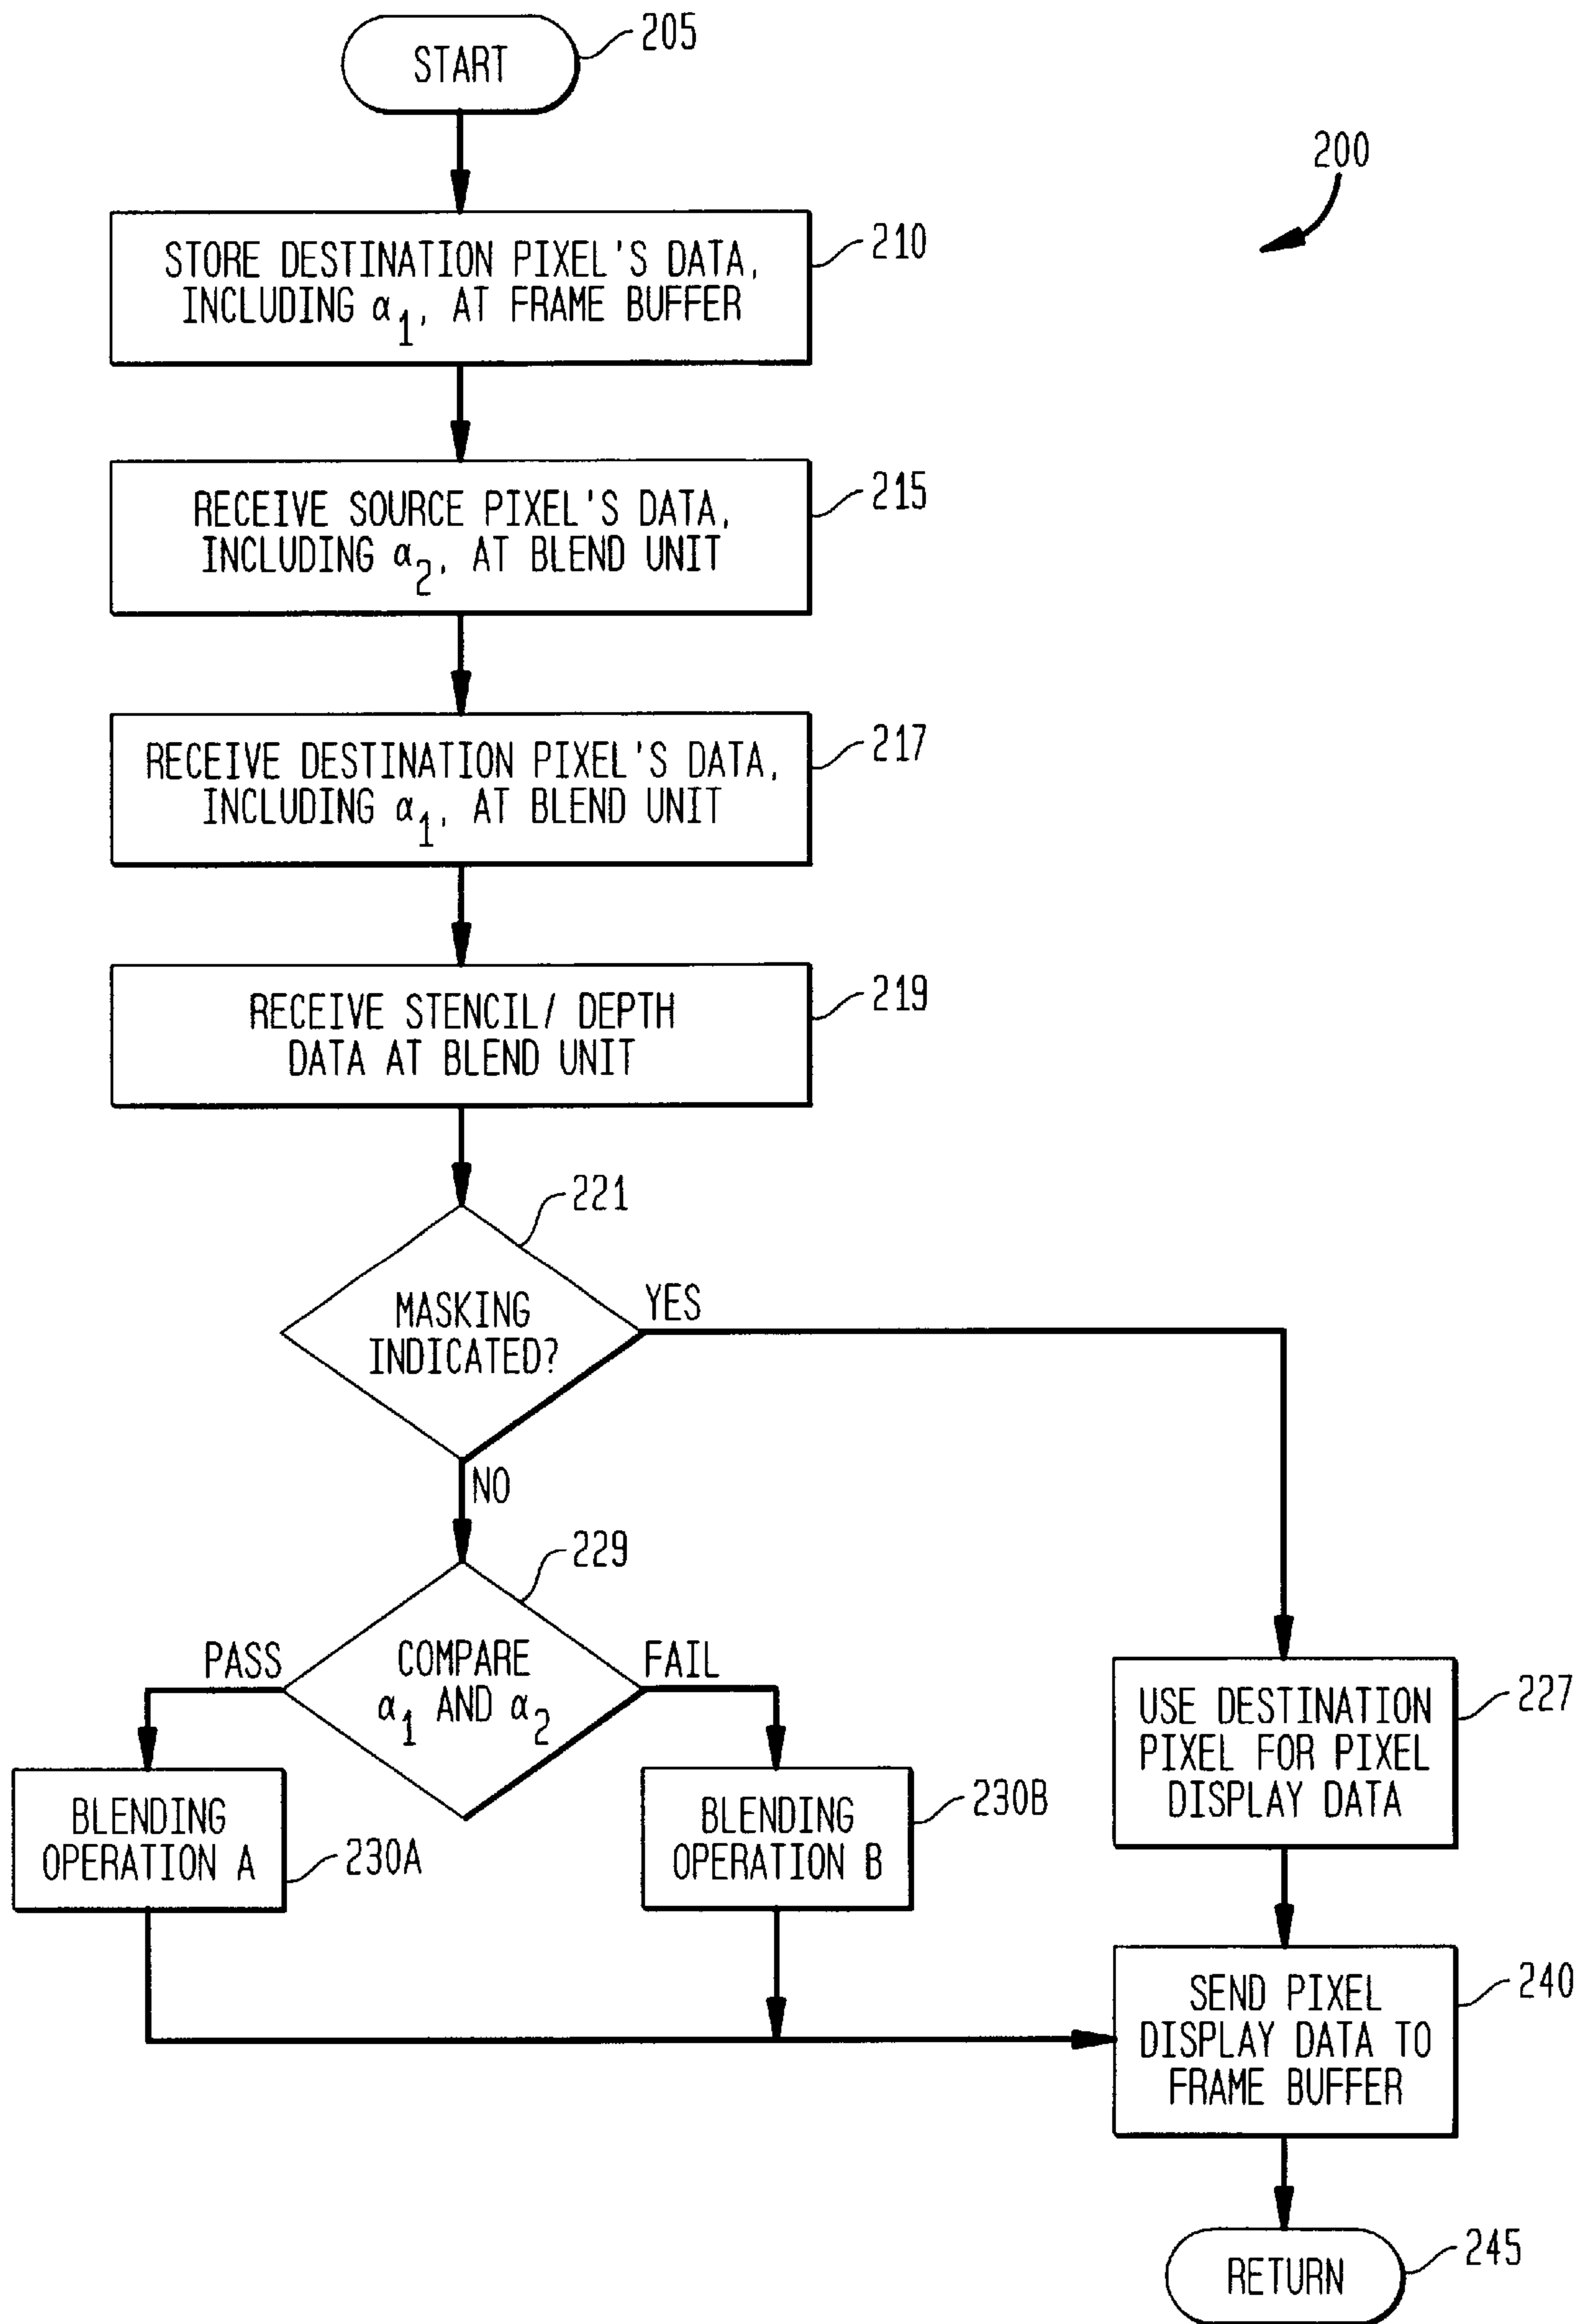 START
205
200
STORE DESTINATION PIXEL'S DATA,
INCLUDING α1, AT FRAME BUFFER
210
RECEIVE SOURCE PIXEL'S DATA,
INCLUDING α2, AT BLEND UNIT
215
RECEIVE DESTINATION PIXEL'S DATA,
INCLUDING α1, AT BLEND UNIT
217
RECEIVE STENCIL/ DEPTH
DATA AT BLEND UNIT
219
221
MASKING
INDICATED?
YES
NO
229
PASS
COMPARE
α1 AND α2
FAIL
BLENDING
OPERATION A
230A
BLENDING
OPERATION B
230B
USE DESTINATION
PIXEL FOR PIXEL
DISPLAY DATA
227
SEND PIXEL
DISPLAY DATA TO
FRAME BUFFER
240
RETURN
245